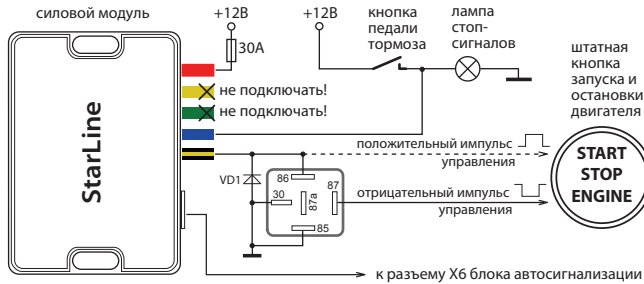 силовой модуль
StarLine
+12В
30А
не подключать!
не подключать!
+12В
кнопка
педали
тормоза
лампа
стоп-
сигналов
штатная
кнопка
запуска и
остановки
двигателя
положительный импульс
управления
START
STOP
ENGINE
VD1
86
30
87a
87
85
отрицательный импульс
управления
к разъему X6 блока автосигнализации